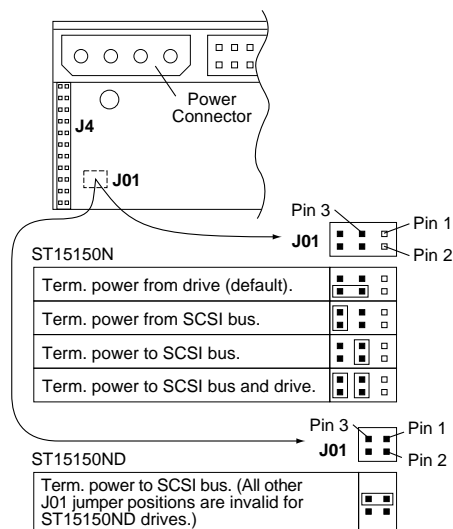 Power
Connector
J4
J01
Pin 3
Pin 1
J01
Pin 2
ST15150N
Term. power from drive (default).
Term. power from SCSI bus.
Term. power to SCSI bus.
Term. power to SCSI bus and drive.
Pin 3
Pin 1
J01
Pin 2
ST15150ND
Term. power to SCSI bus. (All other
J01 jumper positions are invalid for
ST15150ND drives.)